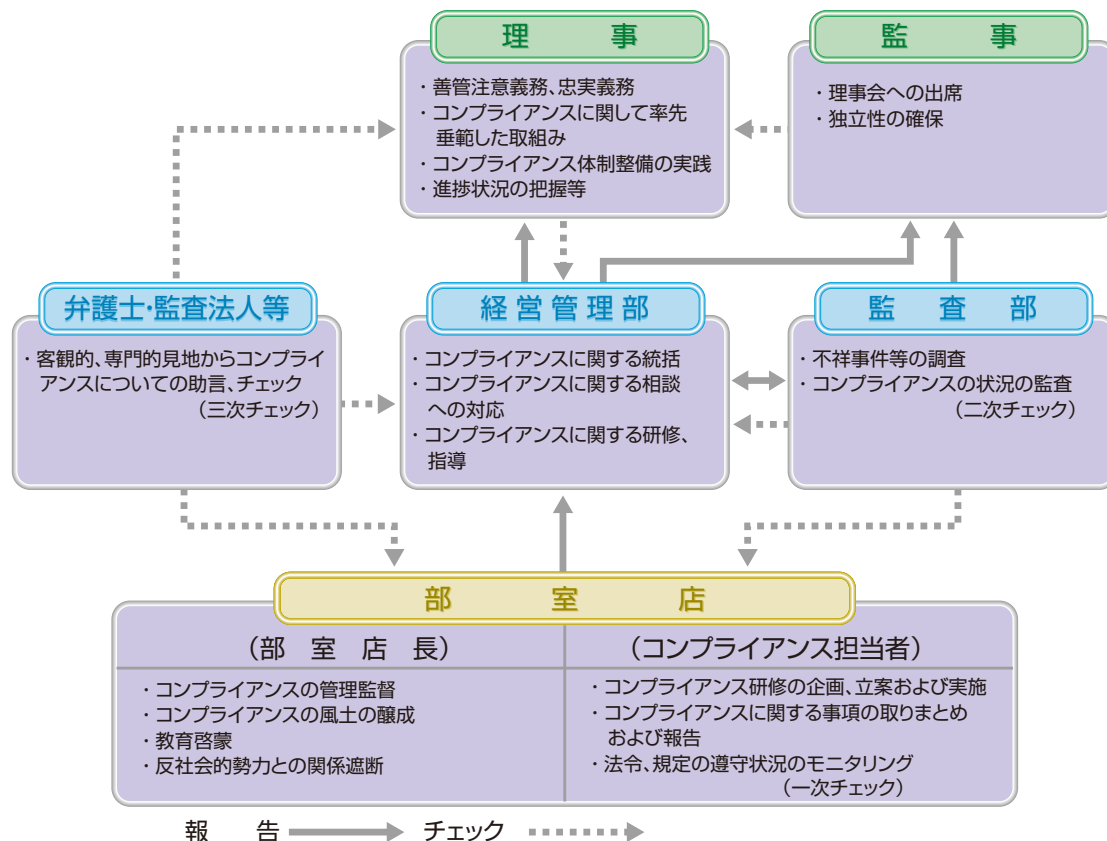 理事
・善管注意義務、忠実義務
・コンプライアンスに関して率先
垂範した取組み
・コンプライアンス体制整備の実践
・進捗状況の把握等
監事
・理事会への出席
・独立性の確保
弁護士・監査法人等
・客観的、専門的見地からコンプライ
アンスについての助言、チェック
（三次チェック）
経営管理部
・コンプライアンスに関する統括
・コンプライアンスに関する相談
への対応
・コンプライアンスに関する研修、
指導
監査部
・不祥事件等の調査
・コンプライアンスの状況の監査
（二次チェック）
部室店
（部室店長）
・コンプライアンスの管理監督
・コンプライアンスの風土の醸成
・教育啓蒙
・反社会的勢力との関係遮断
（コンプライアンス担当者）
・コンプライアンス研修の企画、立案および実施
・コンプライアンスに関する事項の取りまとめ
および報告
・法令、規定の遵守状況のモニタリング
（一次チェック）
報告
チェック